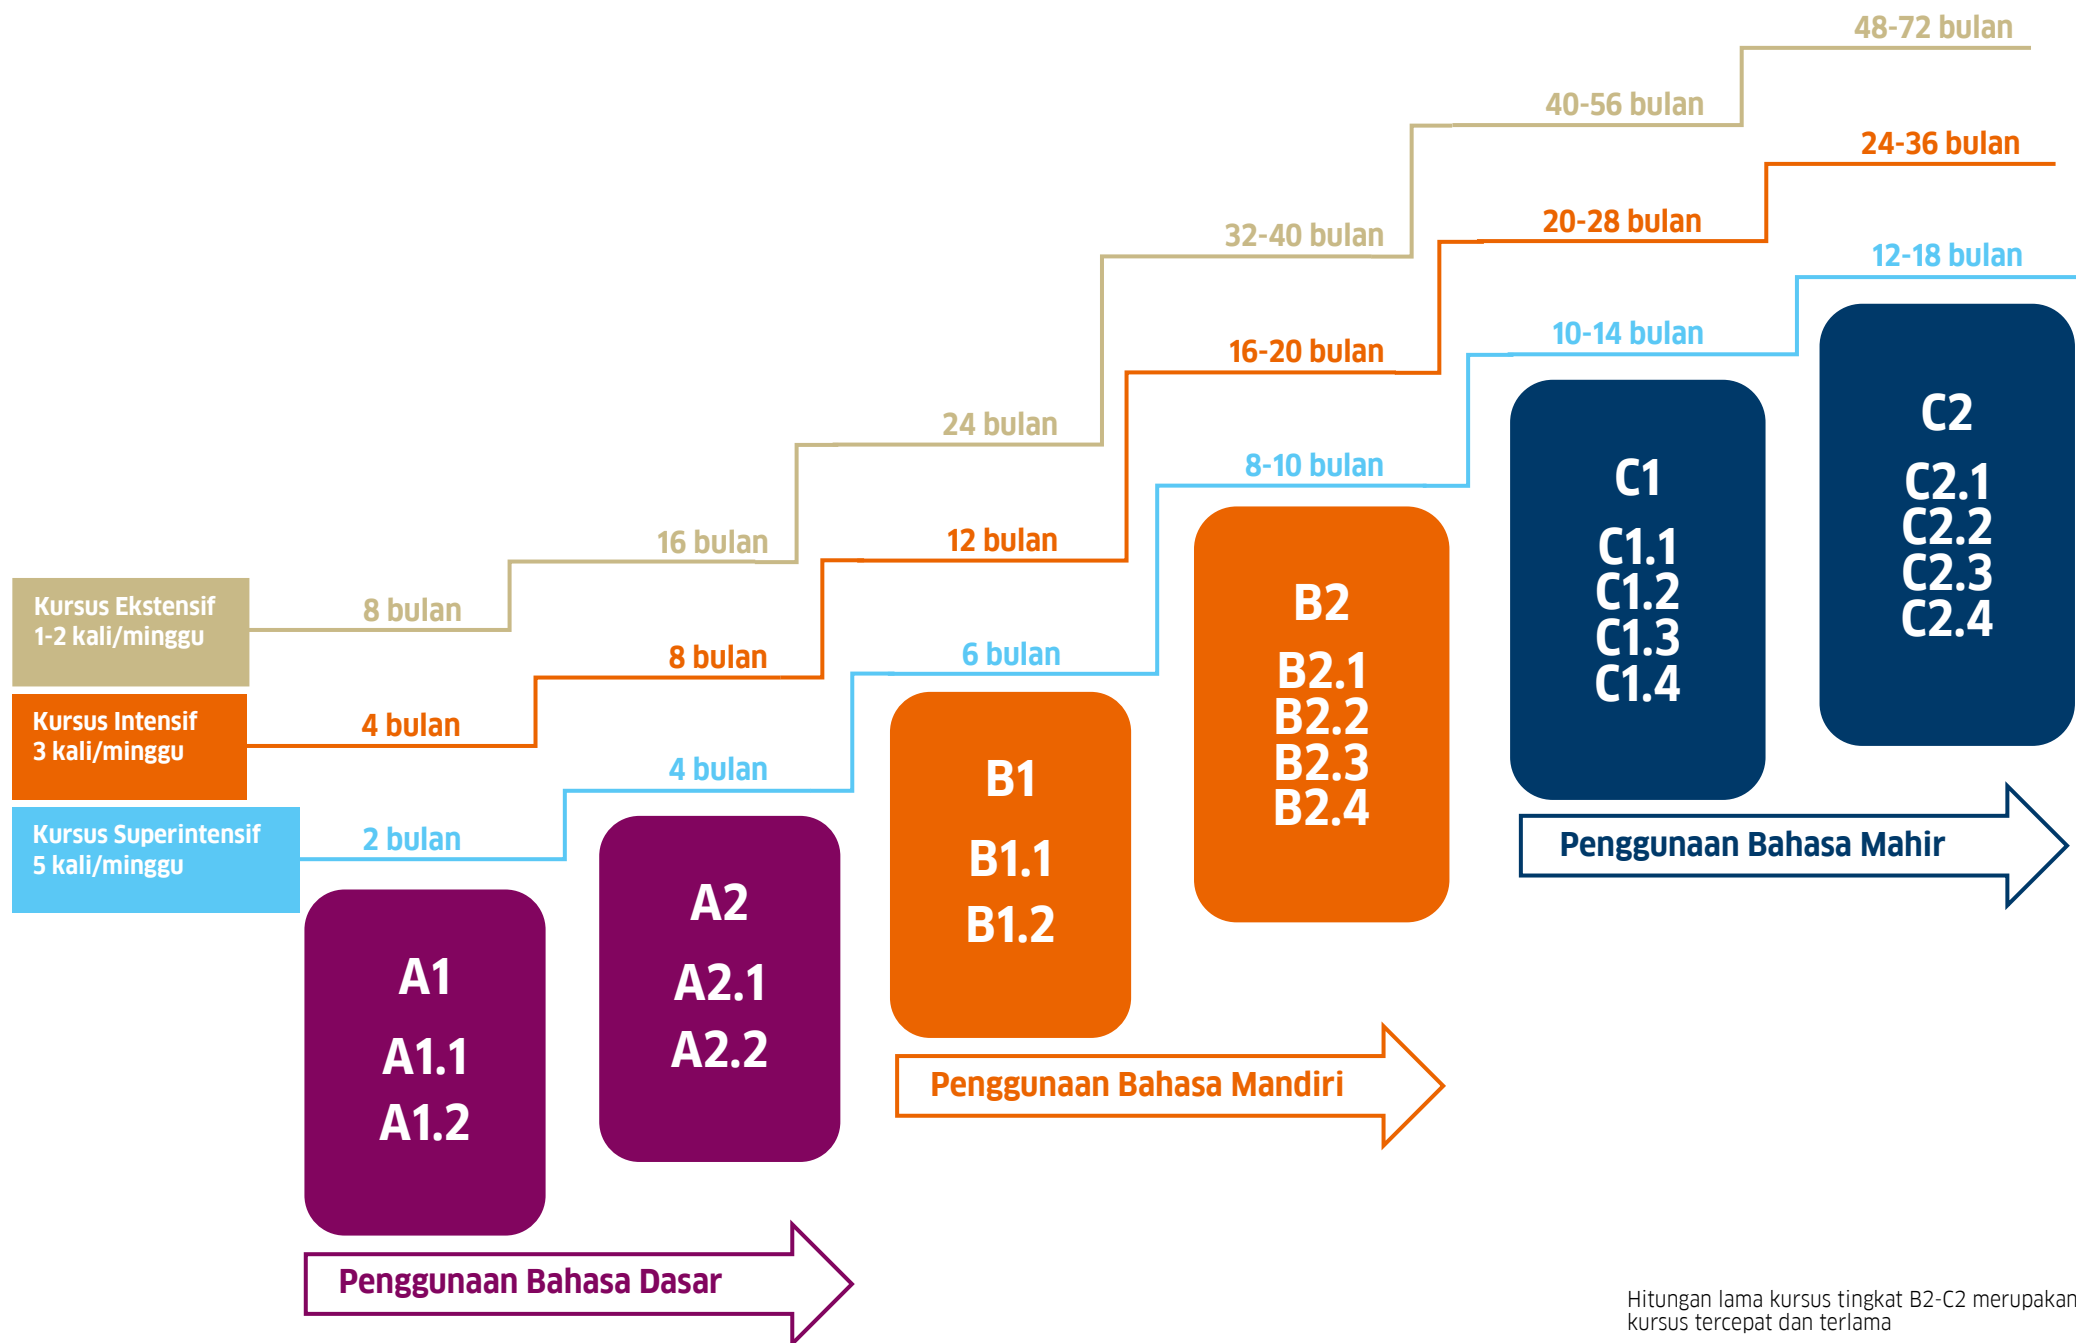 48-72 bulan
40-56 bulan
24-36 bulan
32-40 bulan
20-28 bulan
12-18 bulan
16-20 bulan
10-14 bulan
24 bulan
8-10 bulan
16 bulan
12 bulan
6 bulan
Kursus Ekstensif
1-2 kali/minggu
8 bulan
8 bulan
Kursus Intensif
3 kali/minggu
4 bulan
4 bulan
Kursus Superintensif
5 kali/minggu
2 bulan
A1
A1.1
A1.2
A2
A2.1
A2.2
Penggunaan Bahasa Dasar
B1
B1.1
B1.2
B2
B2.1
B2.2
B2.3
B2.4
Penggunaan Bahasa Mandiri
C1
C1.1
C1.2
C1.3
C1.4
C2
C2.1
C2.2
C2.3
C2.4
Penggunaan Bahasa Mahir
Hitungan lama kursus tingkat B2-C2 merupakan
kursus tercepat dan terlama